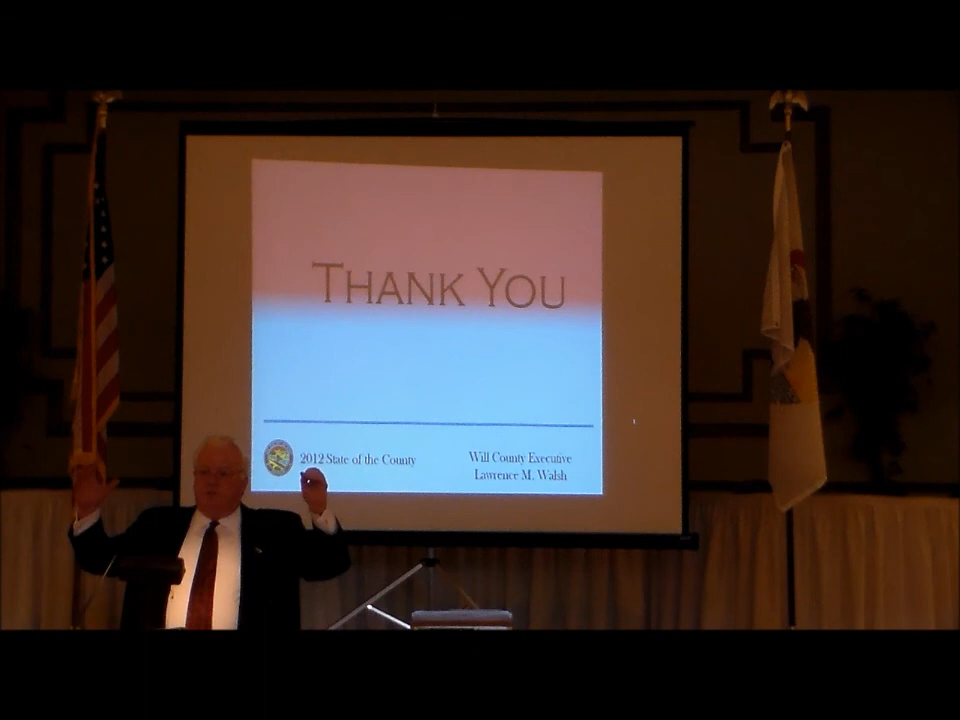 THANK YOU
2012 State of the County
Will County Executive
Lawrence M. Walsh